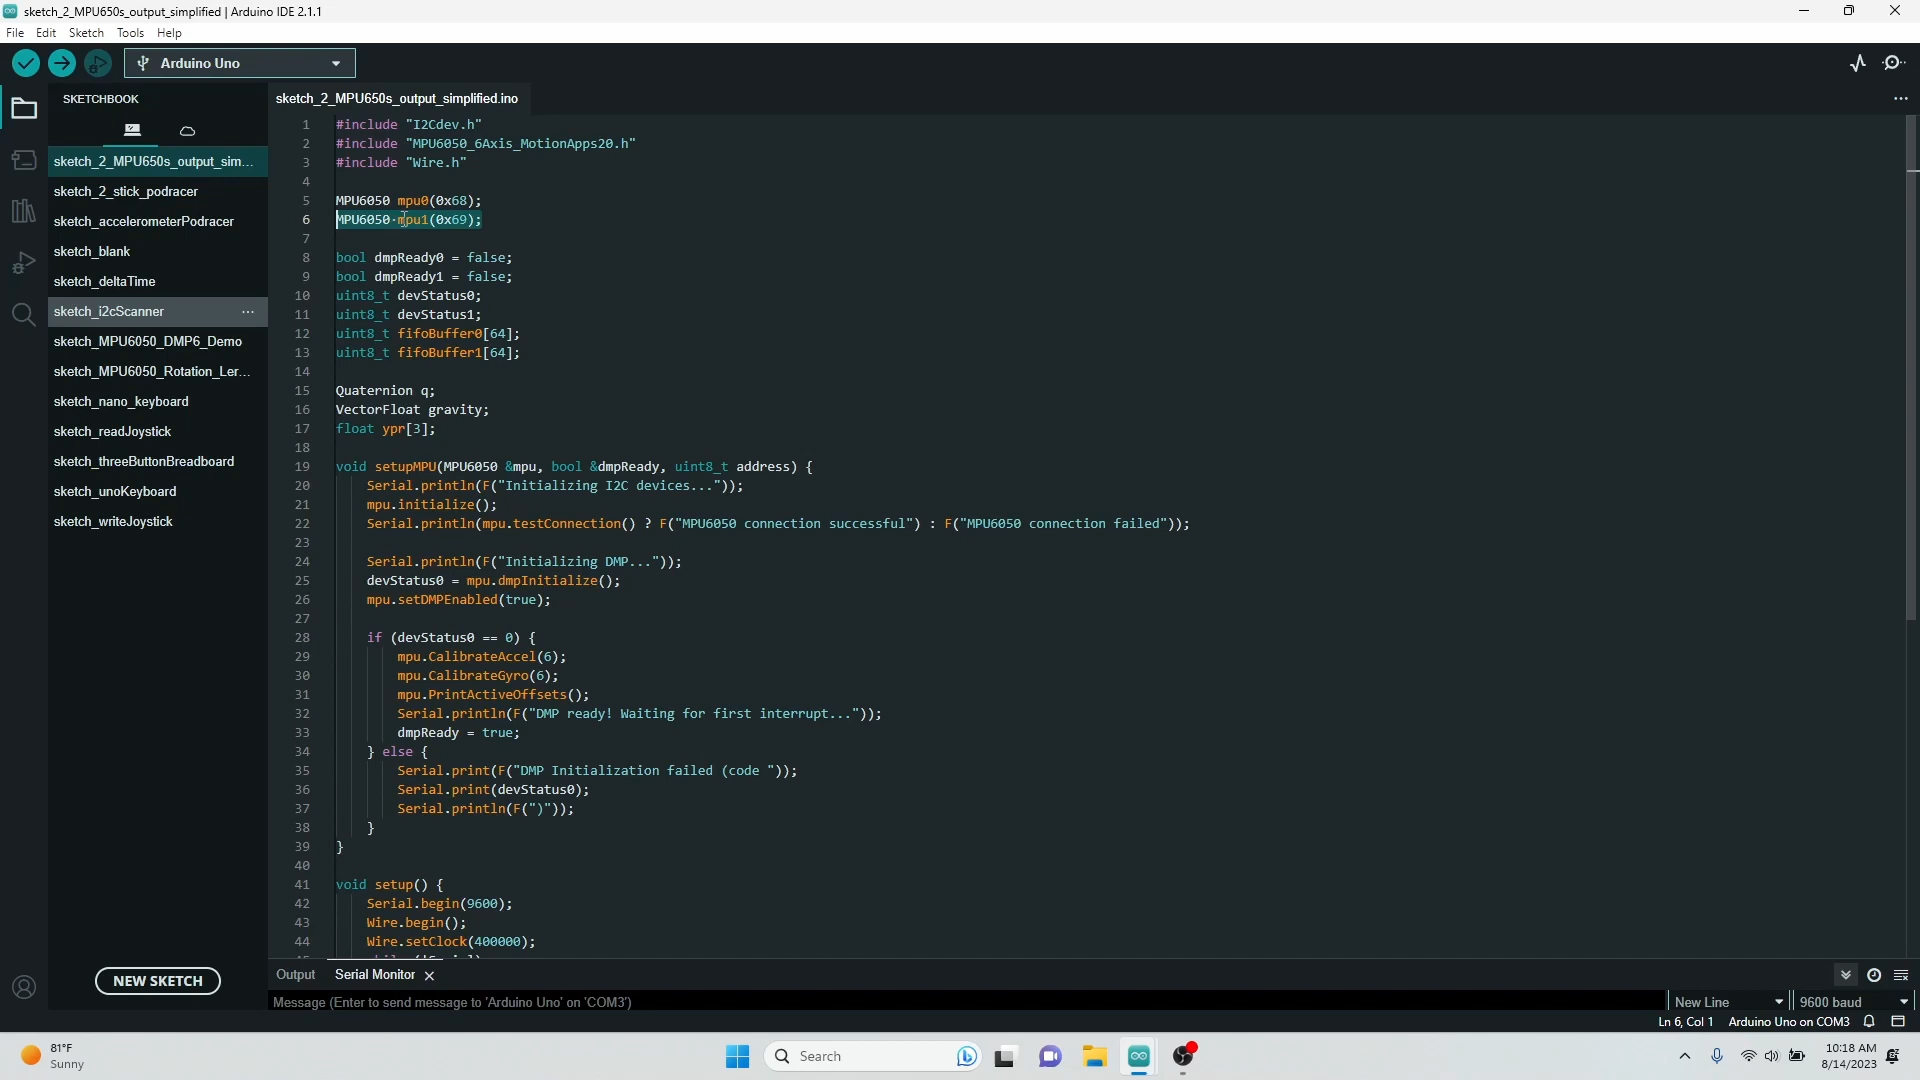 sketch_2_MPU650s_output_simplified | Arduino IDE 2.1.1
File Edit Sketch Tools Help
Arduino Uno
SKETCHBOOK
sketch_2_MPU650s_output_simplified.ino
sketch_2_MPU650s_output_sim...
sketch_2_stick_podracer
sketch_accelerometerPodracer
sketch_blank
sketch_deltaTime
sketch_i2cScanner
sketch_MPU6050_DMP6_Demo
sketch_MPU6050_Rotation_Ler...
sketch_nano_keyboard
sketch_readJoystick
sketch_threeButtonBreadboard
sketch_unoKeyboard
sketch_writeJoystick
NEW SKETCH
1 #include "I2Cdev.h"
2 #include "MPU6050_6Axis_MotionApps20.h"
3 #include "Wire.h"
4
5 MPU6050 mpu0(0x68);
6 MPU6050·mpu1(0x69);
7
8 bool dmpReady0 = false;
9 bool dmpReady1 = false;
10 uint8_t devStatus0;
11 uint8_t devStatus1;
12 uint8_t fifoBuffer0[64];
13 uint8_t fifoBuffer1[64];
14
15 Quaternion q;
16 VectorFloat gravity;
17 float ypr[3];
18
19 void setupMPU(MPU6050 &mpu, bool &dmpReady, uint8_t address) {
20 Serial.println(F("Initializing I2C devices..."));
21 mpu.initialize();
22 Serial.println(mpu.testConnection() ? F("MPU6050 connection successful") : F("MPU6050 connection failed"));
23
24 Serial.println(F("Initializing DMP..."));
25 devStatus0 = mpu.dmpInitialize();
26 mpu.setDMPEnabled(true);
27
28 if (devStatus0 == 0) {
29 mpu.CalibrateAccel(6);
30 mpu.CalibrateGyro(6);
31 mpu.PrintActiveOffsets();
32 Serial.println(F("DMP ready! Waiting for first interrupt..."));
33 dmpReady = true;
34 } else {
35 Serial.print(F("DMP Initialization failed (code "));
36 Serial.print(devStatus0);
37 Serial.println(F(")"));
38 }
39 }
40
41 void setup() {
42 Serial.begin(9600);
43 Wire.begin();
44 Wire.setClock(400000);
Output Serial Monitor
Message (Enter to send message to 'Arduino Uno' on 'COM3')
New Line 9600 baud
Ln 6, Col 1 Arduino Uno on COM3
81°F
Sunny
Search
10:18 AM
8/14/2023